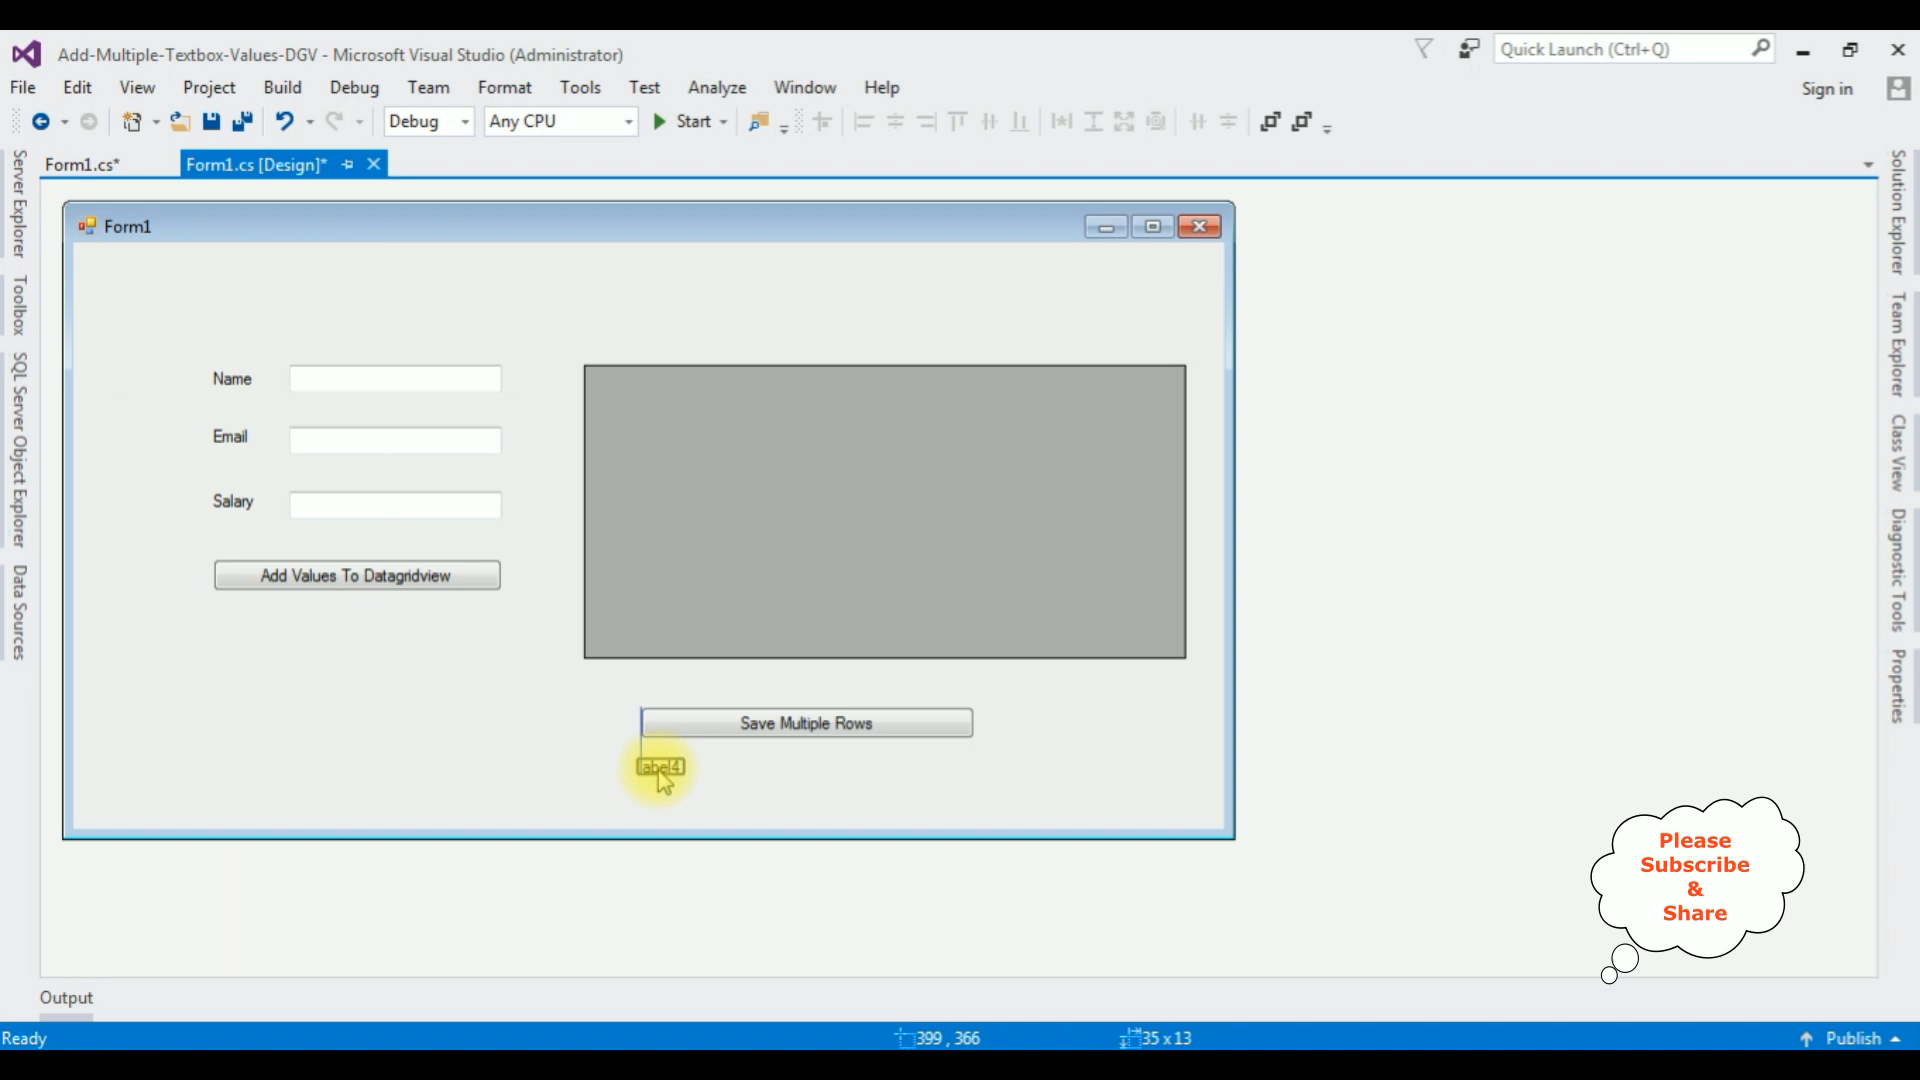 Add-Multiple-Textbox-Values-DGV - Microsoft Visual Studio (Administrator)
Quick Launch (Ctrl+Q)
File Edit View Project Build Debug Team Format Tools Test Analyze Window Help
Sign in
Debug Any CPU Start
Form1.cs* Form1.cs [Design]*
Server Explorer
Toolbox
SQL Server Object Explorer
Data Sources
Form1
Name
Email
Salary
Add Values To Datagridview
Save Multiple Rows
label4
Solution Explorer
Team Explorer
Class View
Diagnostic Tools
Properties
Please
Subscribe
&
Share
Output
Ready 399 , 366 35 x 13 Publish